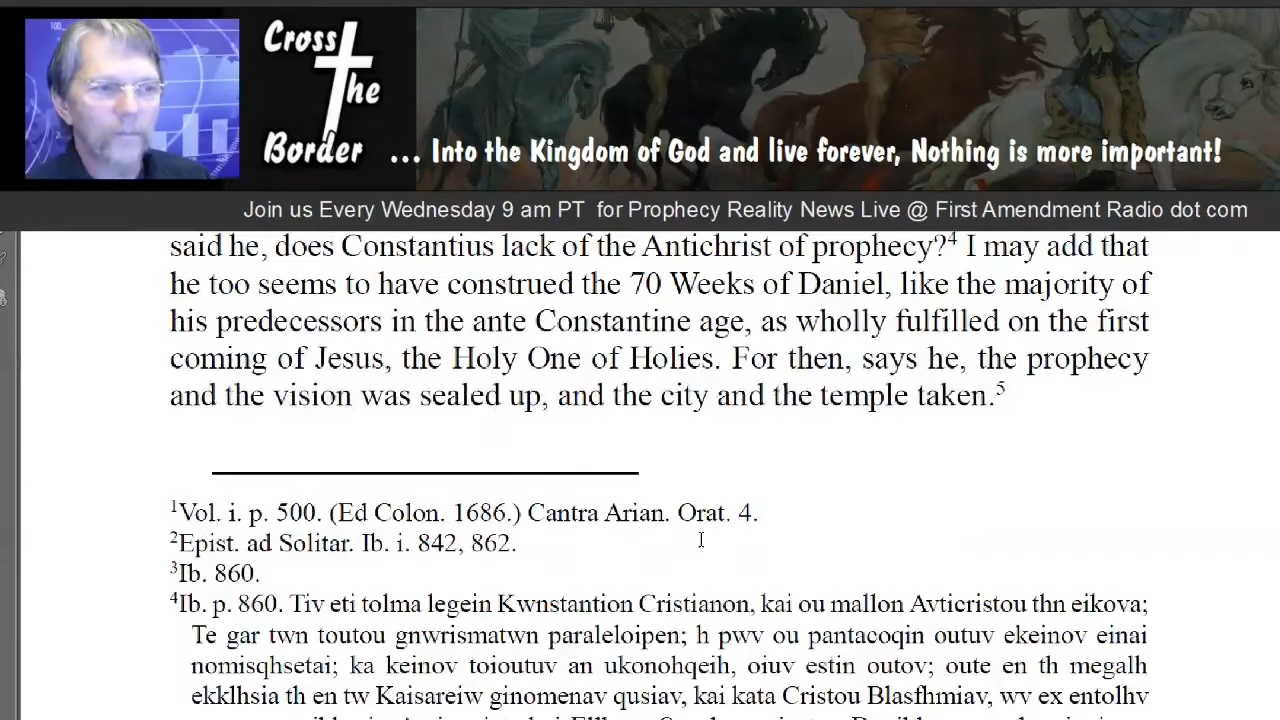 Cross
The
Border
... Into the Kingdom of God and live forever, Nothing is more important!
Join us Every Wednesday 9 am PT for Prophecy Reality News Live @ First Amendment Radio dot com
said he, does Constantius lack of the Antichrist of prophecy?⁴ I may add that
he too seems to have construed the 70 Weeks of Daniel, like the majority of
his predecessors in the ante Constantine age, as wholly fulfilled on the first
coming of Jesus, the Holy One of Holies. For then, says he, the prophecy
and the vision was sealed up, and the city and the temple taken.⁵
¹Vol. i. p. 500. (Ed Colon. 1686.) Cantra Arian. Orat. 4.
²Epist. ad Solitar. Ib. i. 842, 862.
³Ib. 860.
⁴Ib. p. 860. Tiv eti tolma legein Kwnstantion Cristianon, kai ou mallon Avticristou thn eikova;
Te gar twn toutou gnwrismatwn paraleloipen; h pwv ou pantacoqin outuv ekeinov einai
nomisqhsetai; ka keinov toioutuv an ukonohqeih, oiuv estin outov; oute en th megalh
ekklhsia th en tw Kaisareiw ginomenav qusiav, kai kata Cristou Blasfhmiav, wv ex entolhv